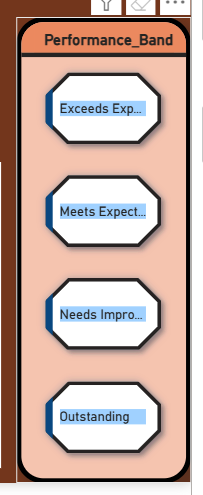 Performance_Band
Exceeds Exp...
Meets Expect...
Needs Impro...
Outstanding